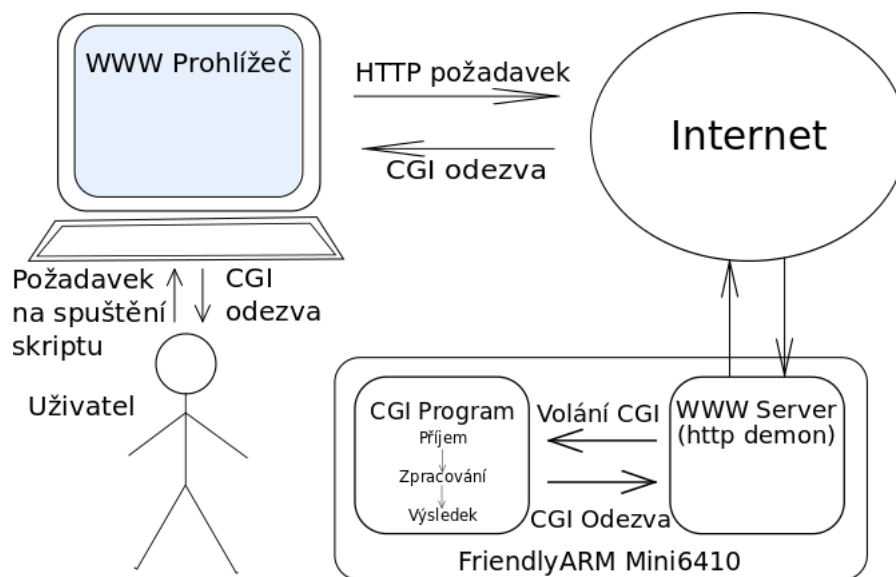 WWW Prohlížeč
HTTP požadavek
CGI odezva
Internet
Požadavek
na spuštění
skriptu
CGI
odezva
Uživatel
CGI Program
Příjem
Zpracování
Výsledek
Volání CGI
CGI Odezva
WWW Server
(http demon)
FriendlyARM Mini6410